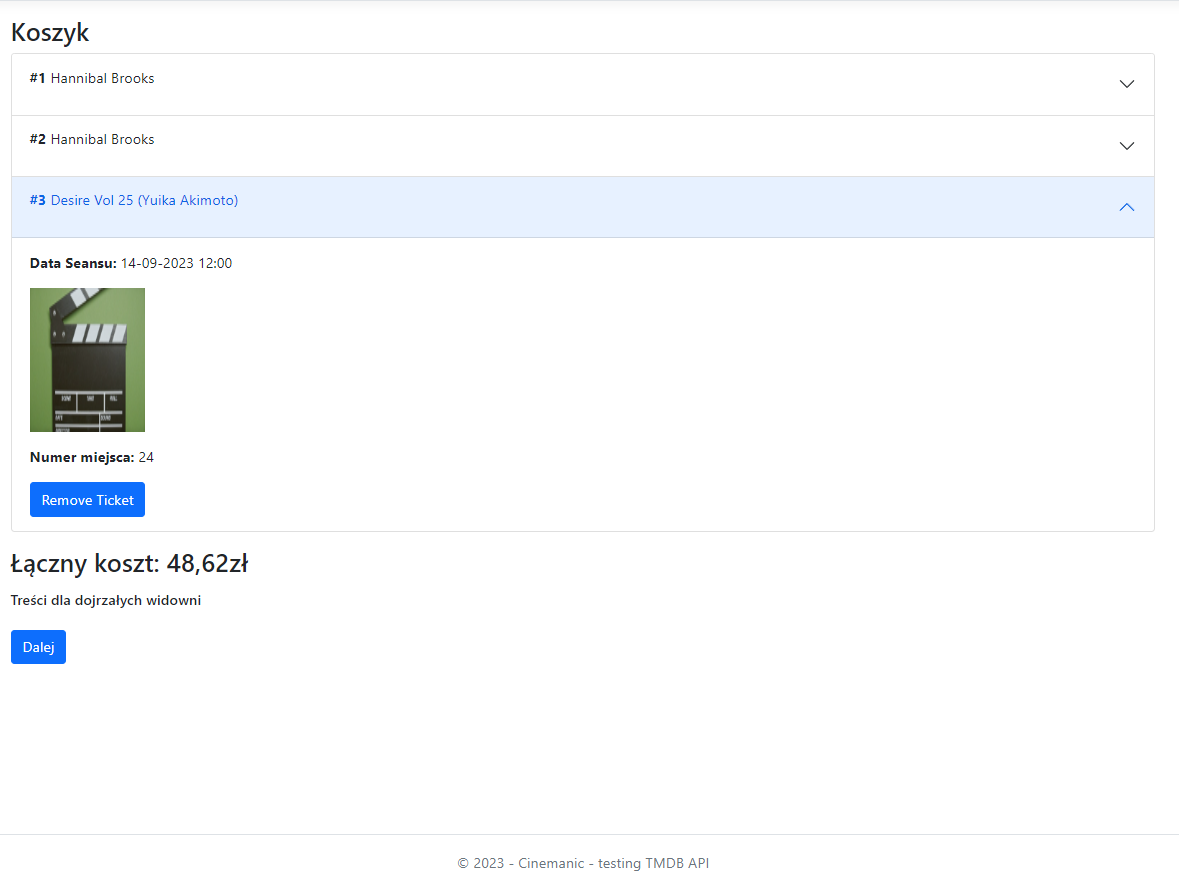 Koszyk
#1 Hannibal Brooks
#2 Hannibal Brooks
#3 Desire Vol 25 (Yuika Akimoto)
Data Seansu: 14-09-2023 12:00
Numer miejsca: 24
Remove Ticket
Łączny koszt: 48,62zł
Treści dla dojrzałych widowni
Dalej
© 2023 - Cinemanic - testing TMDB API